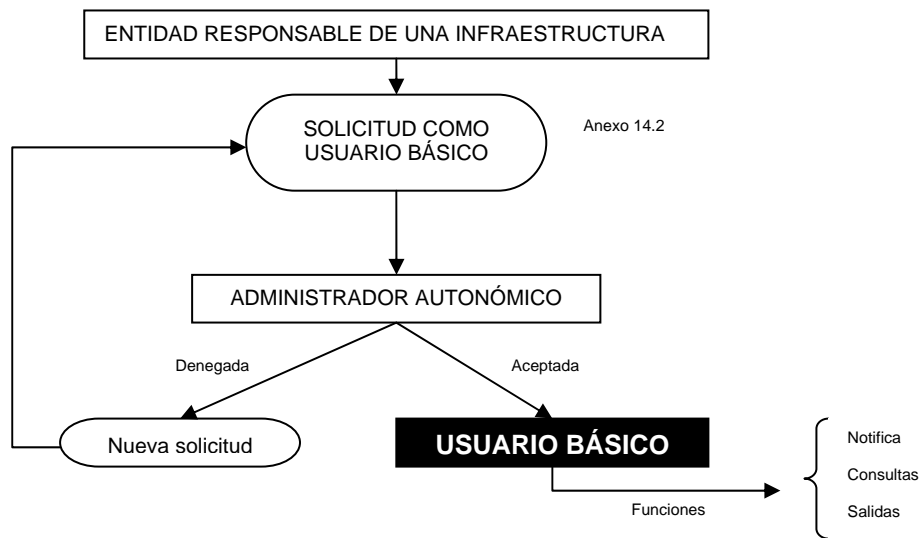 ENTIDAD RESPONSABLE DE UNA INFRAESTRUCTURA
SOLICITUD COMO
USUARIO BÁSICO
Anexo 14.2
ADMINISTRADOR AUTONÓMICO
Denegada
Aceptada
Nueva solicitud
USUARIO BÁSICO
Funciones
Notifica
Consultas
Salidas